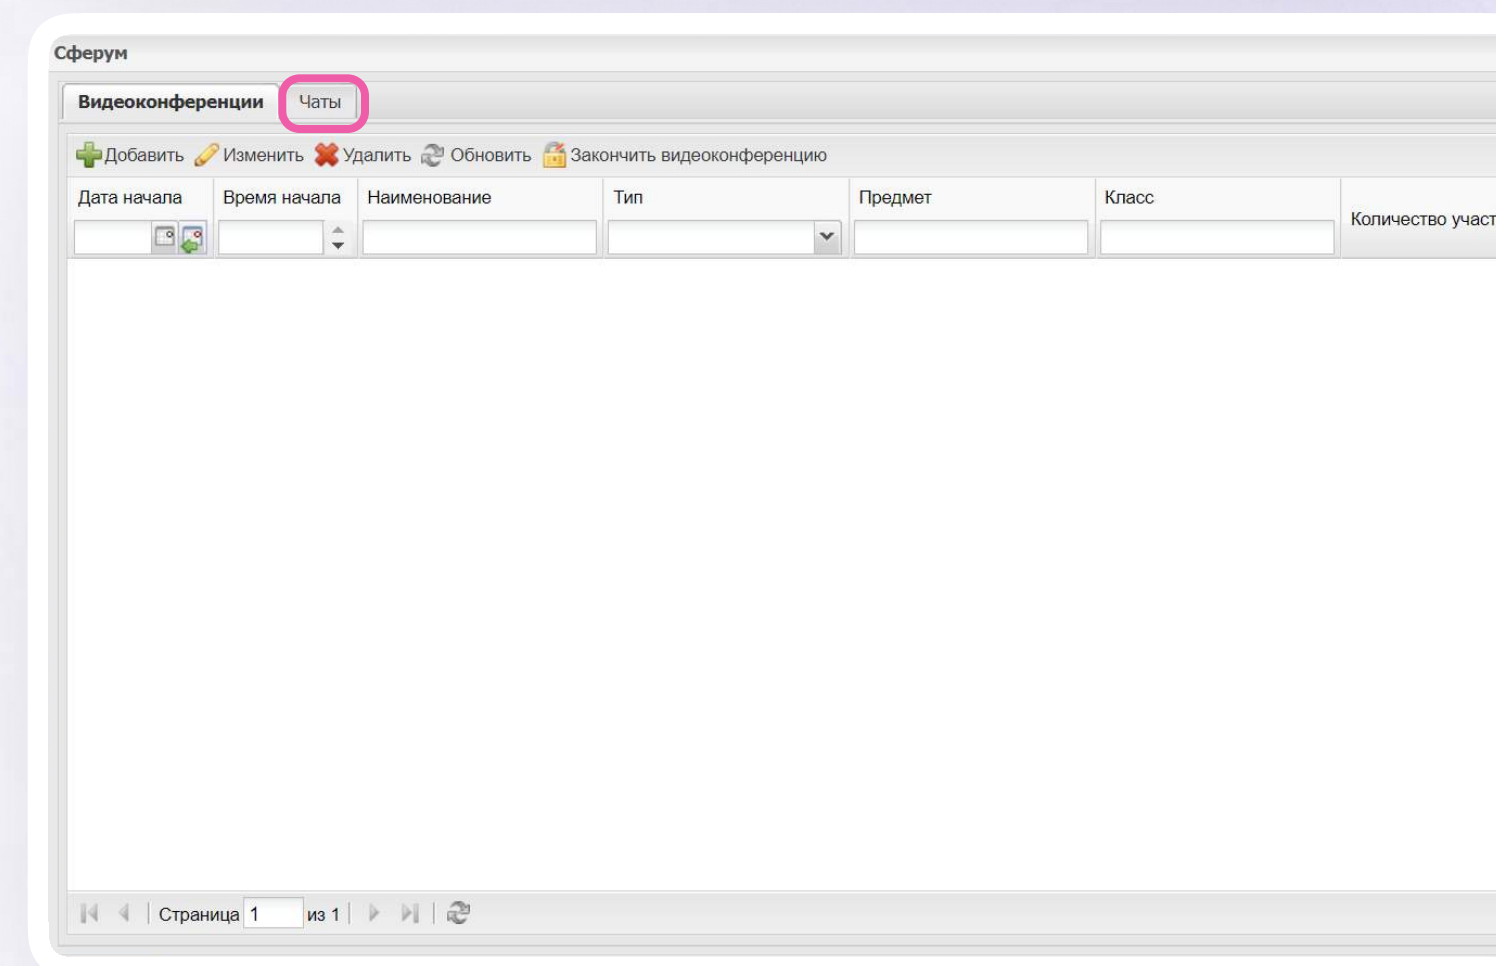 Сферум
Видеоконференции Чаты
Добавить Изменить Удалить Обновить Закончить видеоконференцию
Дата начала Время начала Наименование Тип Предмет Класс Количество участ
Страница 1 из 1